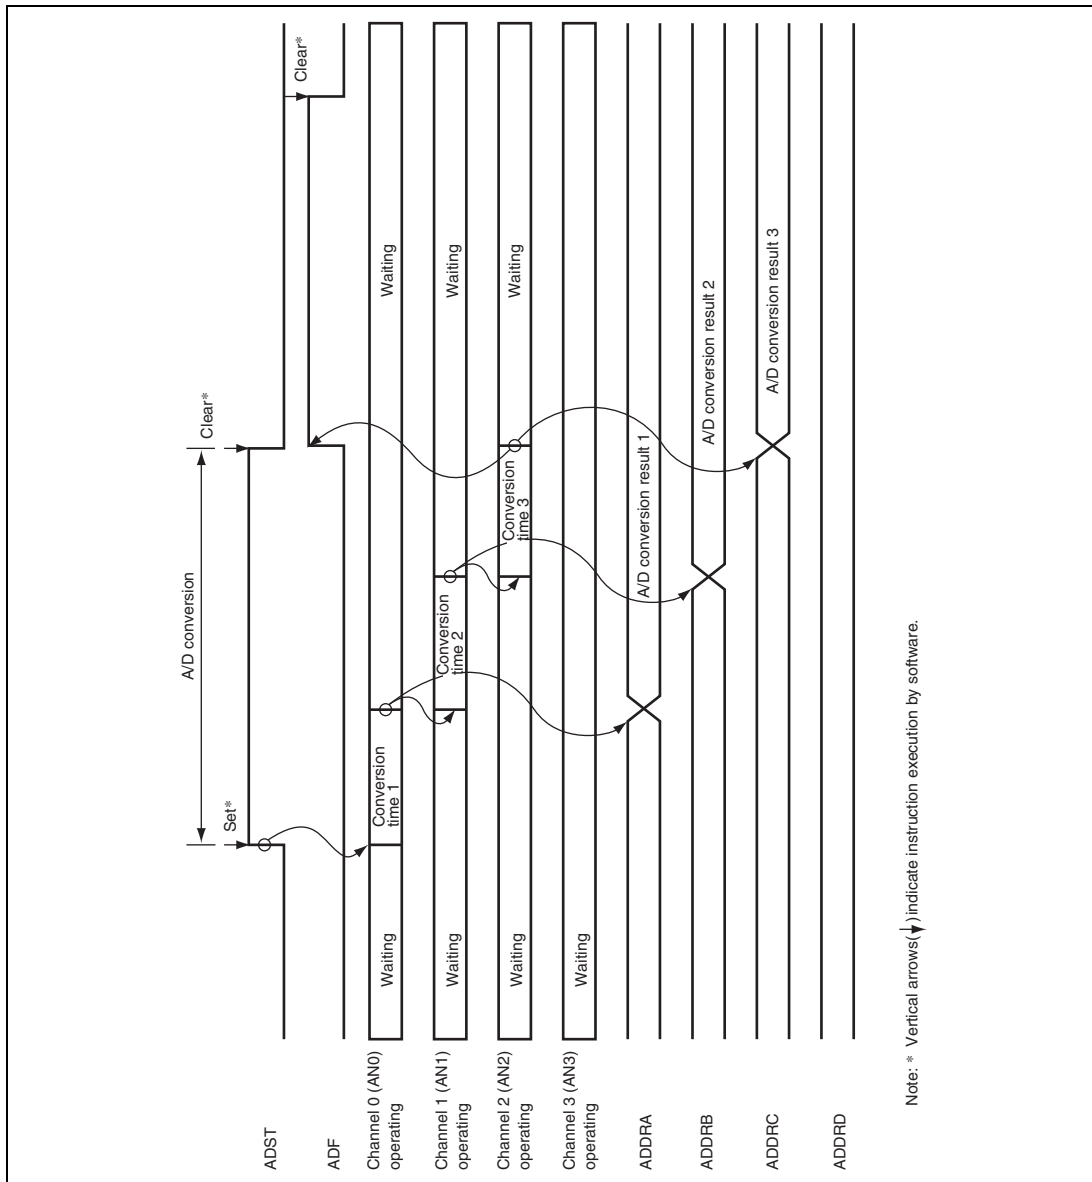 A/D conversion
Set*
Clear*
Clear*
ADST
ADF
Channel 0 (AN0)
operating
Waiting
Conversion
time 1
Waiting
Channel 1 (AN1)
operating
Waiting
Conversion
time 2
Waiting
Channel 2 (AN2)
operating
Waiting
Conversion
time 3
Waiting
Channel 3 (AN3)
operating
Waiting
ADDRA
A/D conversion result 1
ADDRB
A/D conversion result 2
ADDRC
A/D conversion result 3
ADDRD
Note: * Vertical arrows(↓)indicate instruction execution by software.